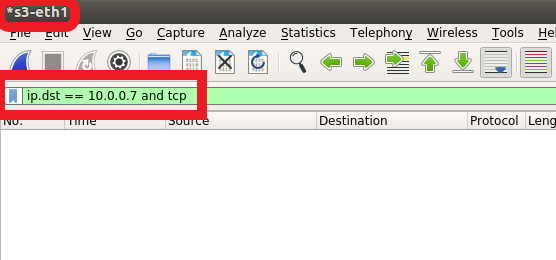 *s3-eth1
File Edit View Go Capture Analyze Statistics Telephony Wireless Tools He
ip.dst == 10.0.0.7 and tcp
No. Time Source Destination Protocol Leng